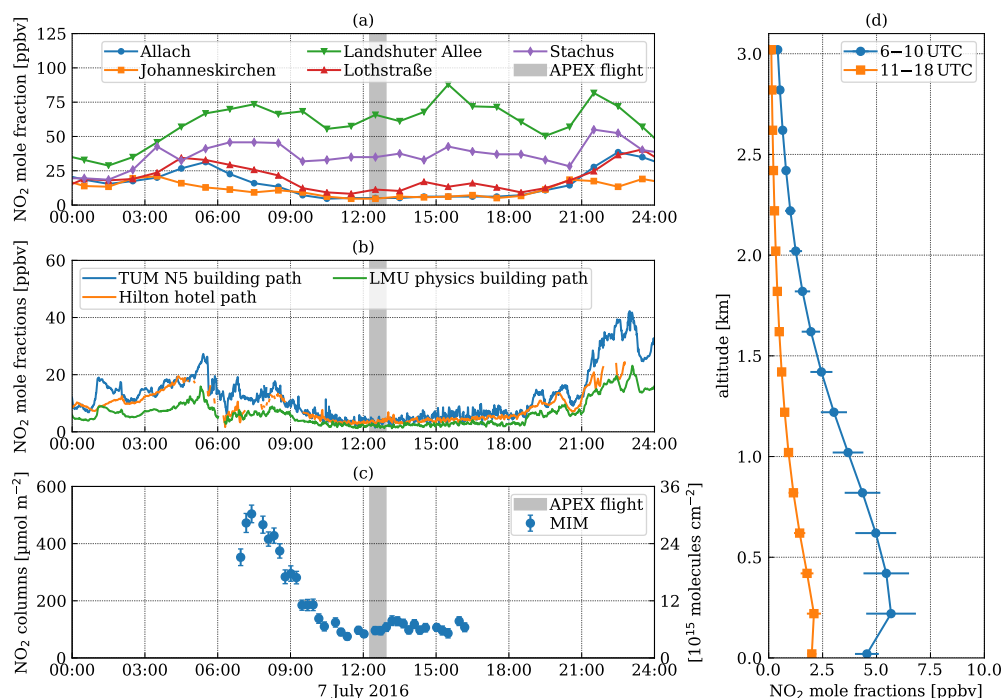 (a)
NO₂ mole fraction [ppbv]
125
100
75
50
25
0
Allach
Johanneskirchen
Landshuter Allee
Lothstraße
Stachus
APEX flight
00:00 03:00 06:00 09:00 12:00 15:00 18:00 21:00 24:00
(b)
NO₂ mole fractions [ppbv]
60
40
20
0
TUM N5 building path
Hilton hotel path
LMU physics building path
00:00 03:00 06:00 09:00 12:00 15:00 18:00 21:00 24:00
(c)
NO₂ columns [µmol m⁻²]
600
400
200
0
APEX flight
MIM
36
24
12
0
[10¹⁵ molecules cm⁻²]
00:00 03:00 06:00 09:00 12:00 15:00 18:00 21:00 24:00
7 July 2016
(d)
altitude [km]
3.0
2.5
2.0
1.5
1.0
0.5
0.0
6−10 UTC
11−18 UTC
0.0 2.5 5.0 7.5 10.0
NO₂ mole fractions [ppbv]